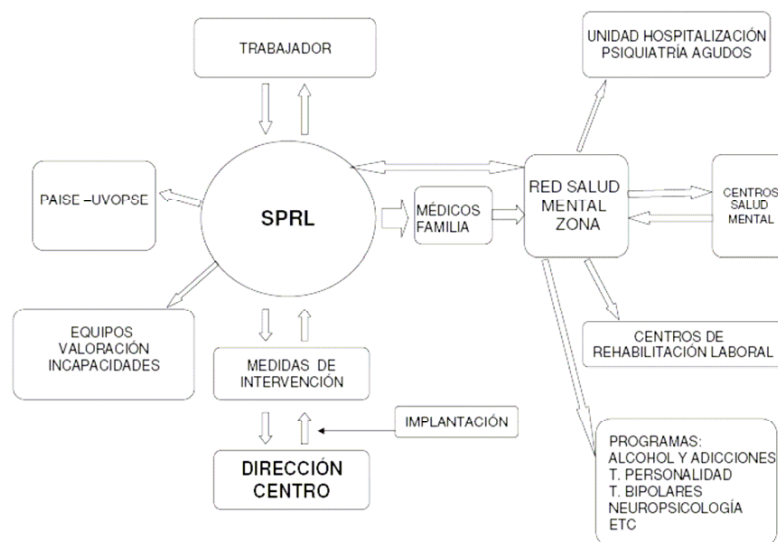 TRABAJADOR
UNIDAD HOSPITALIZACIÓN
PSIQUIATRÍA AGUDOS
PAISE –UVOPSE
SPRL
MÉDICOS
FAMILIA
RED SALUD
MENTAL
ZONA
CENTROS
SALUD
MENTAL
EQUIPOS
VALORACIÓN
INCAPACIDADES
MEDIDAS DE
INTERVENCIÓN
CENTROS DE
REHABILITACIÓN LABORAL
IMPLANTACIÓN
DIRECCIÓN
CENTRO
PROGRAMAS:
ALCOHOL Y ADICCIONES
T. PERSONALIDAD
T. BIPOLARES
NEUROPSICOLOGÍA
ETC